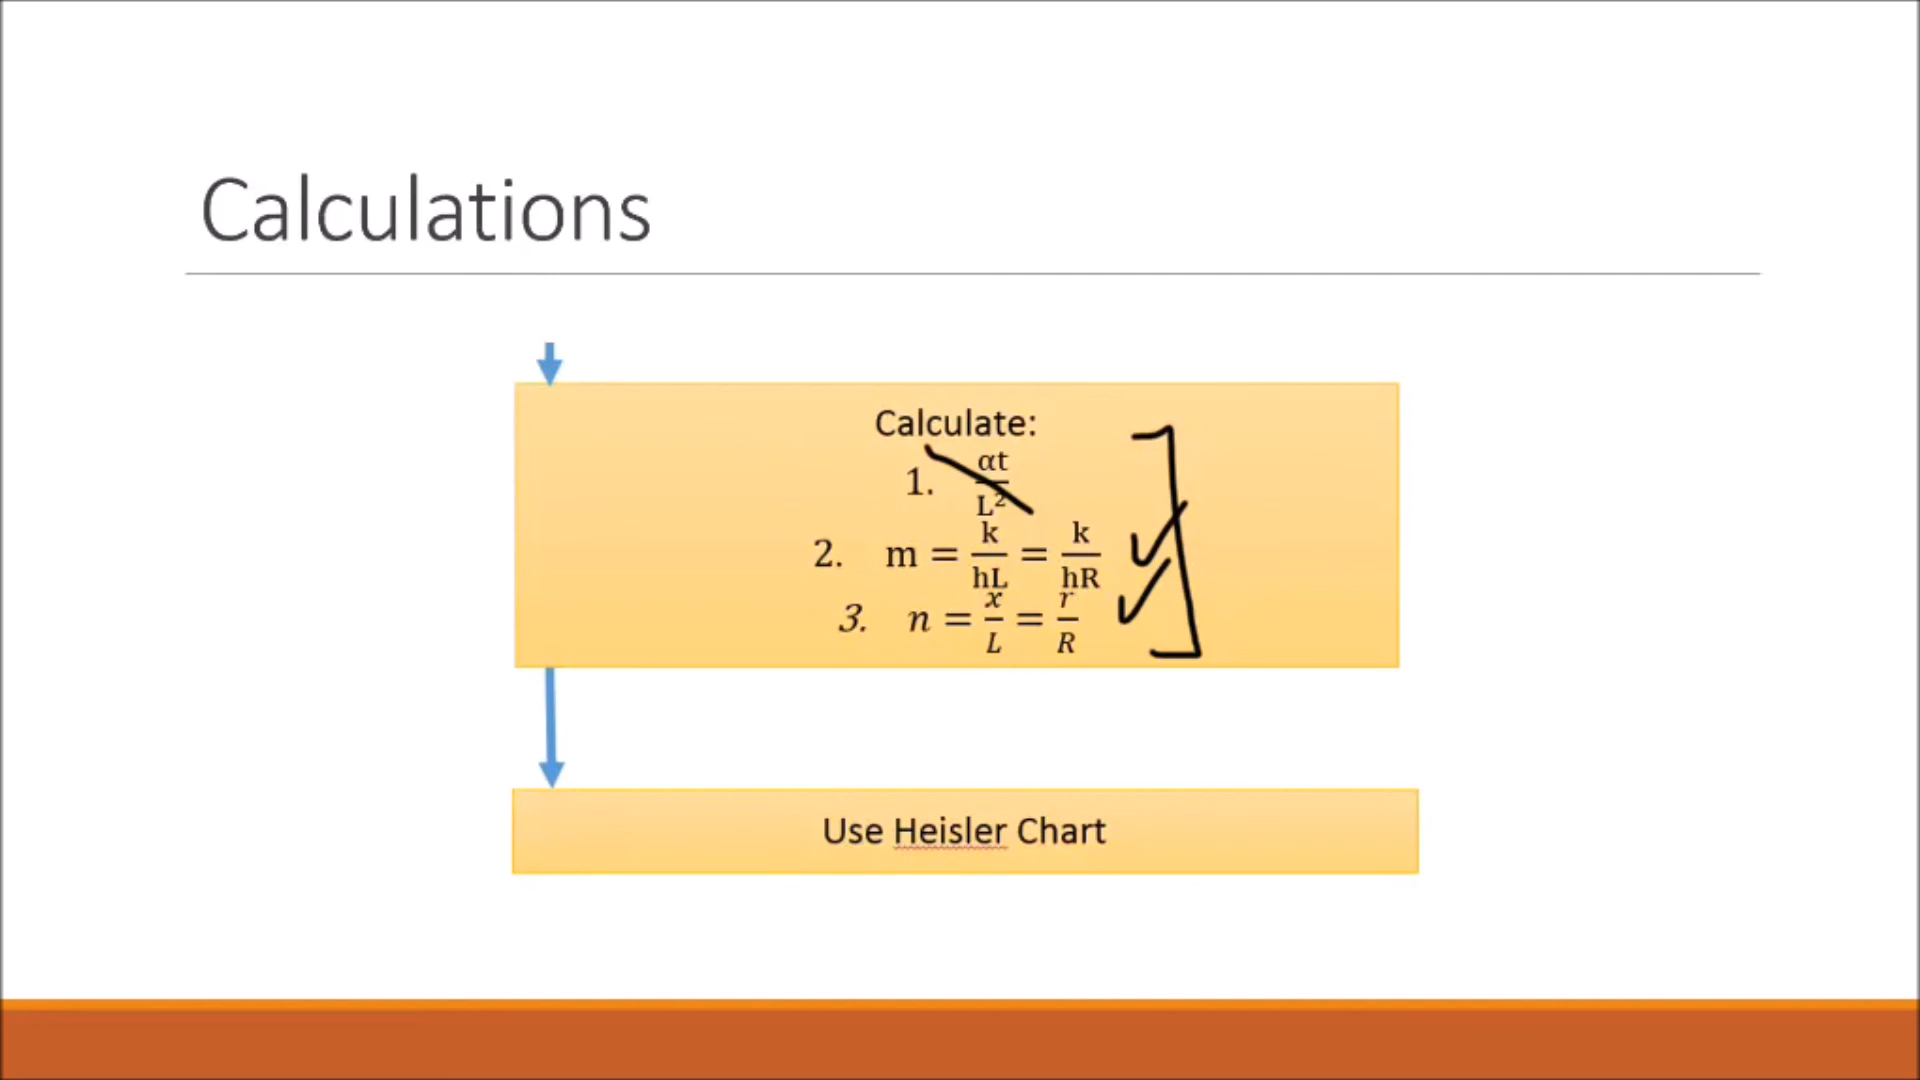 Calculations
Calculate:
1. αt/L²
2. m = k/hL = k/hR
3. n = x/L = r/R
Use Heisler Chart